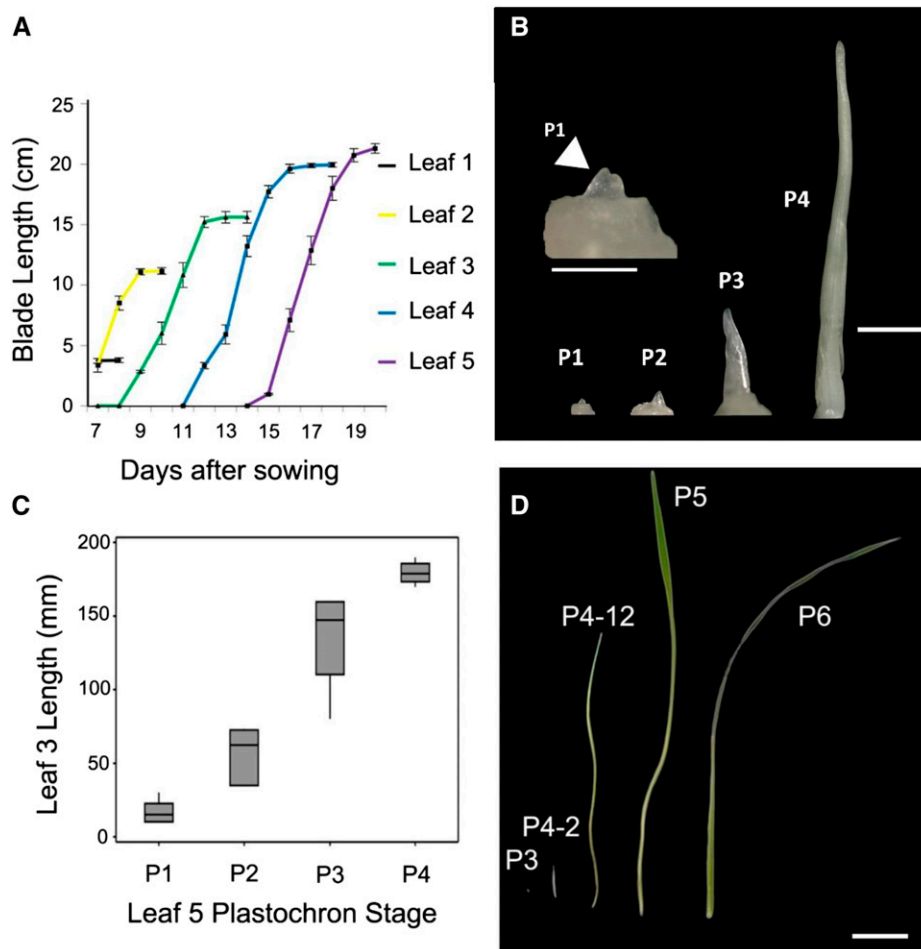 A
Blade Length (cm)
25
20
15
10
5
0
7 9 11 13 15 17 19
Days after sowing
Leaf 1
Leaf 2
Leaf 3
Leaf 4
Leaf 5
B
P1
P1
P2
P3
P4
C
Leaf 3 Length (mm)
200
150
100
50
0
P1 P2 P3 P4
Leaf 5 Plastochron Stage
D
P3
P4-2
P4-12
P5
P6